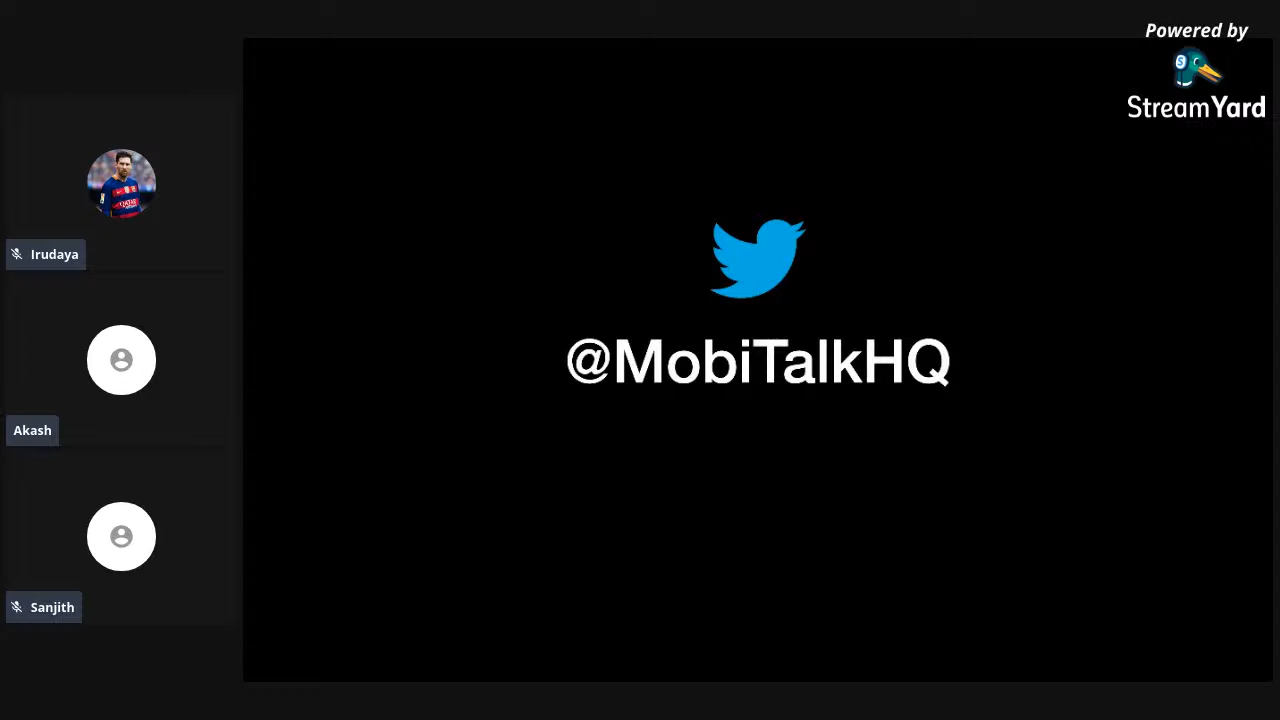 Powered by
StreamYard
Irudaya
Akash
Sanjith
@MobiTalkHQ